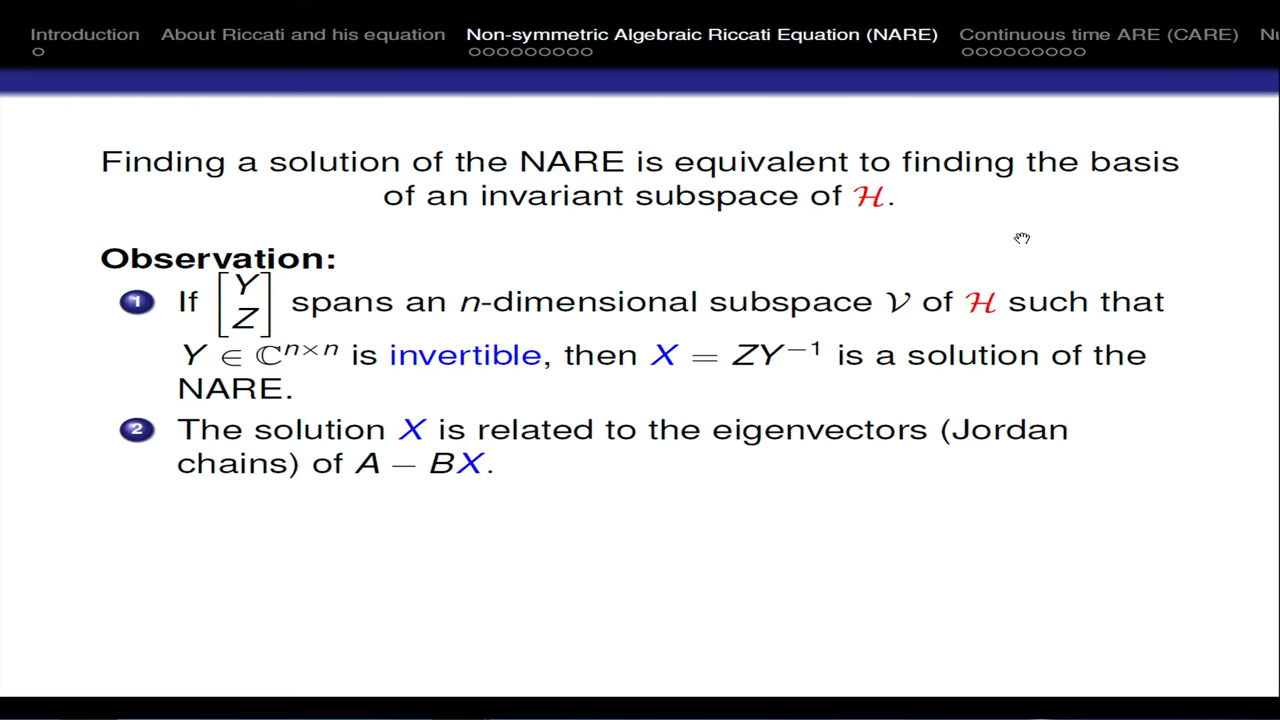 Introduction About Riccati and his equation Non-symmetric Algebraic Riccati Equation (NARE) Continuous time ARE (CARE) Nu
Finding a solution of the NARE is equivalent to finding the basis
of an invariant subspace of ℋ.
Observation:
1 If [Y Z] spans an n-dimensional subspace 𝒱 of ℋ such that
Y ∈ ℂⁿˣⁿ is invertible, then X = ZY⁻¹ is a solution of the
NARE.
2 The solution X is related to the eigenvectors (Jordan
chains) of A − BX.